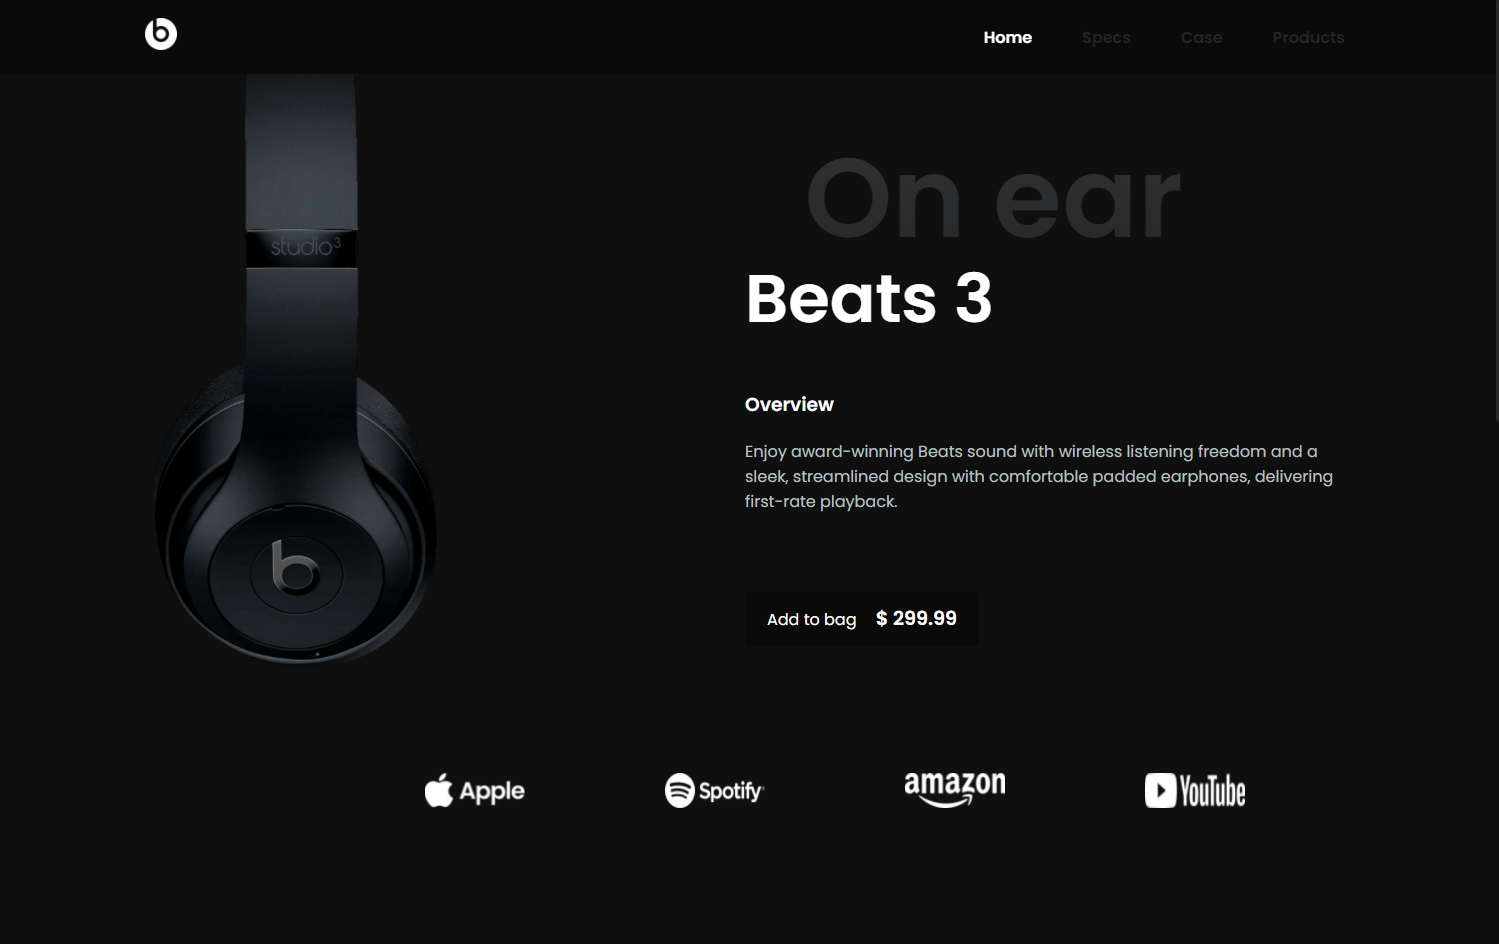 b
Home Specs Case Products
On ear
studio3
Beats 3
Overview
Enjoy award-winning Beats sound with wireless listening freedom and a
sleek, streamlined design with comfortable padded earphones, delivering
first-rate playback.
b
Add to bag $ 299.99
Apple Spotify amazon YouTube